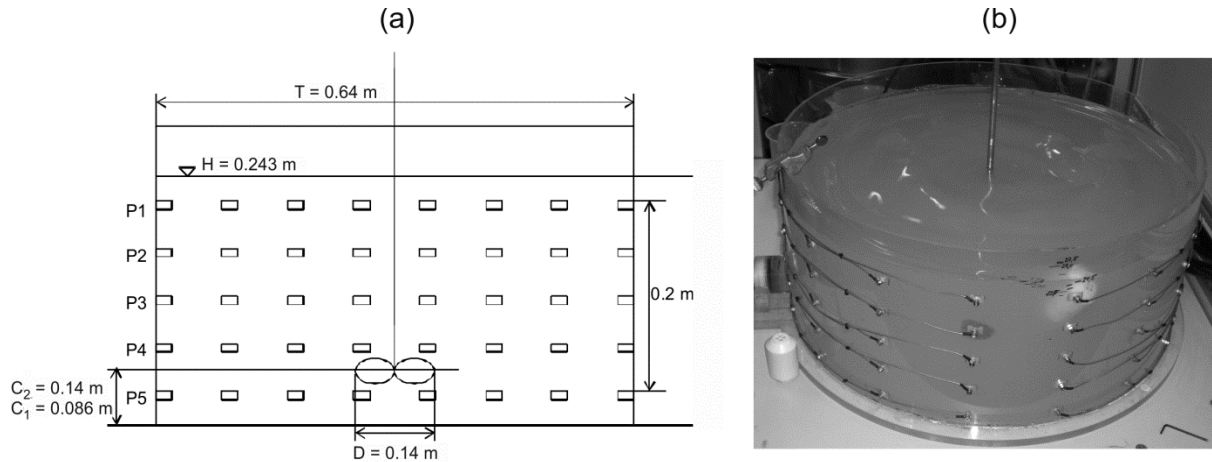 (a)
(b)
T = 0.64 m
H = 0.243 m
P1
P2
P3
0.2 m
P4
C₂ = 0.14 m
C₁ = 0.086 m
P5
D = 0.14 m